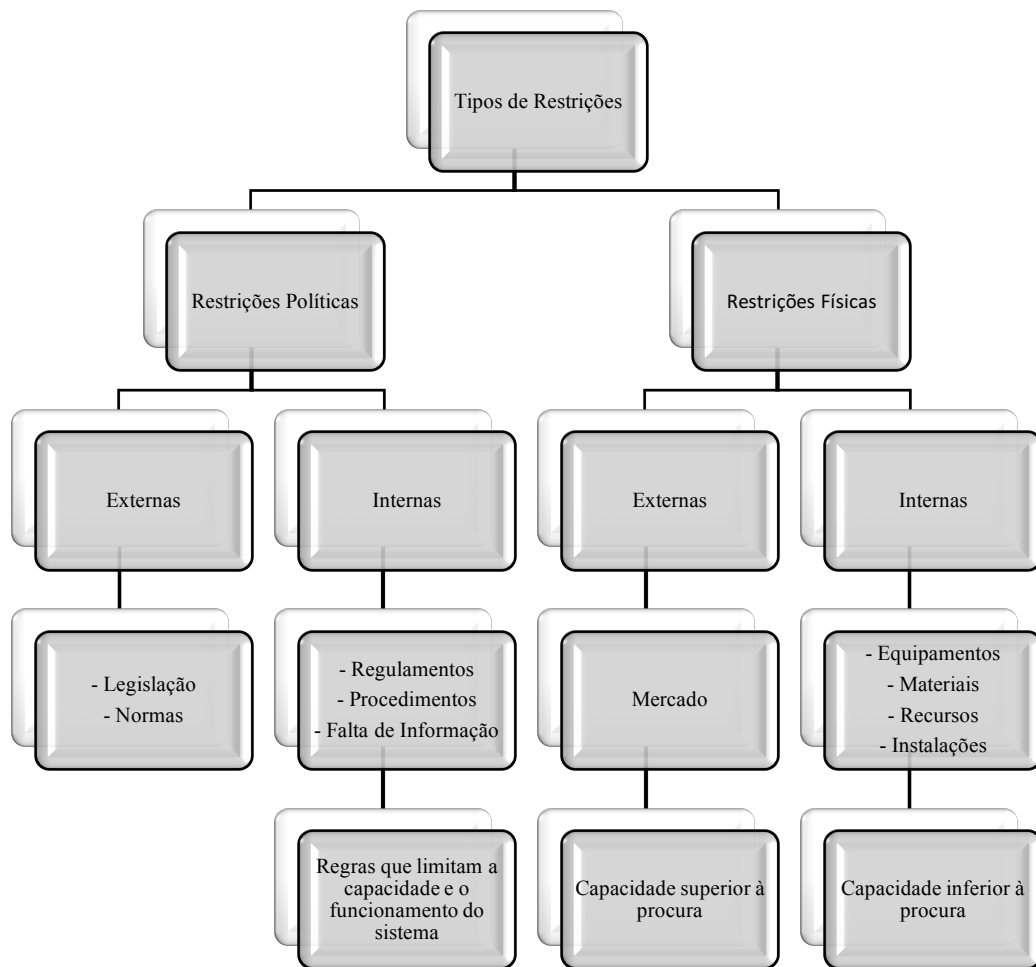 Tipos de Restrições
Restrições Políticas
Restrições Físicas
Externas
Internas
Externas
Internas
- Legislação
- Normas
- Regulamentos
- Procedimentos
- Falta de Informação
Mercado
- Equipamentos
- Materiais
- Recursos
- Instalações
Regras que limitam a
capacidade e o
funcionamento do
sistema
Capacidade superior à
procura
Capacidade inferior à
procura